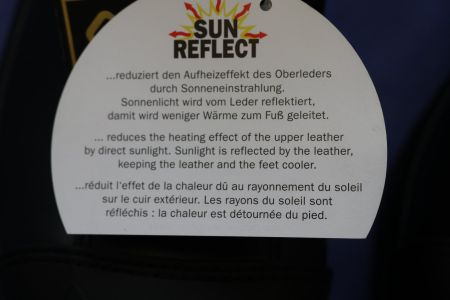 SUN
REFLECT
...reduziert den Aufheizeffekt des Oberleders
durch Sonneneinstrahlung.
Sonnenlicht wird vom Leder reflektiert,
damit wird weniger Wärme zum Fuß geleitet.
... reduces the heating effect of the upper leather
by direct sunlight. Sunlight is reflected by the leather,
keeping the leather and the feet cooler.
...réduit l'effet de la chaleur dû au rayonnement du soleil
sur le cuir extérieur. Les rayons du soleil sont
réfléchis : la chaleur est détournée du pied.